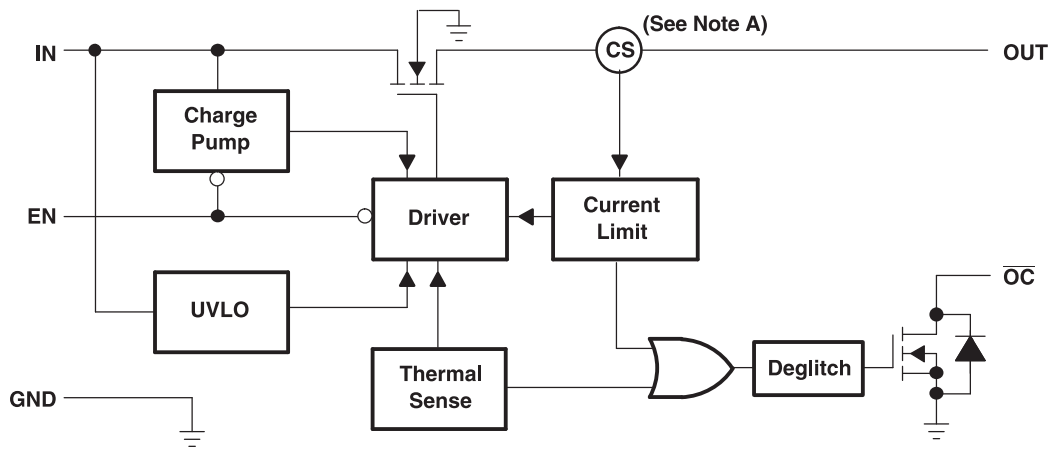 (See Note A)
IN
CS
OUT
Charge
Pump
EN
Driver
Current
Limit
UVLO
OC
Thermal
Sense
Deglitch
GND